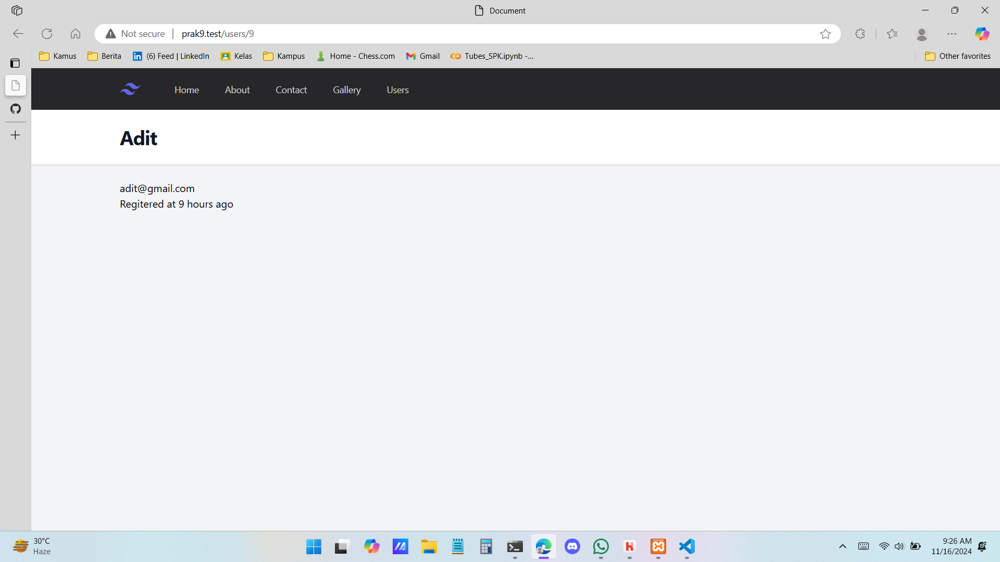 Document
Not secure prak9.test/users/9
Kamus Berita (6) Feed | LinkedIn Kelas Kampus Home - Chess.com Gmail Tubes_SPK.ipynb -... Other favorites
Home About Contact Gallery Users
Adit
adit@gmail.com
Regitered at 9 hours ago
30°C
Haze
9:26 AM
11/16/2024